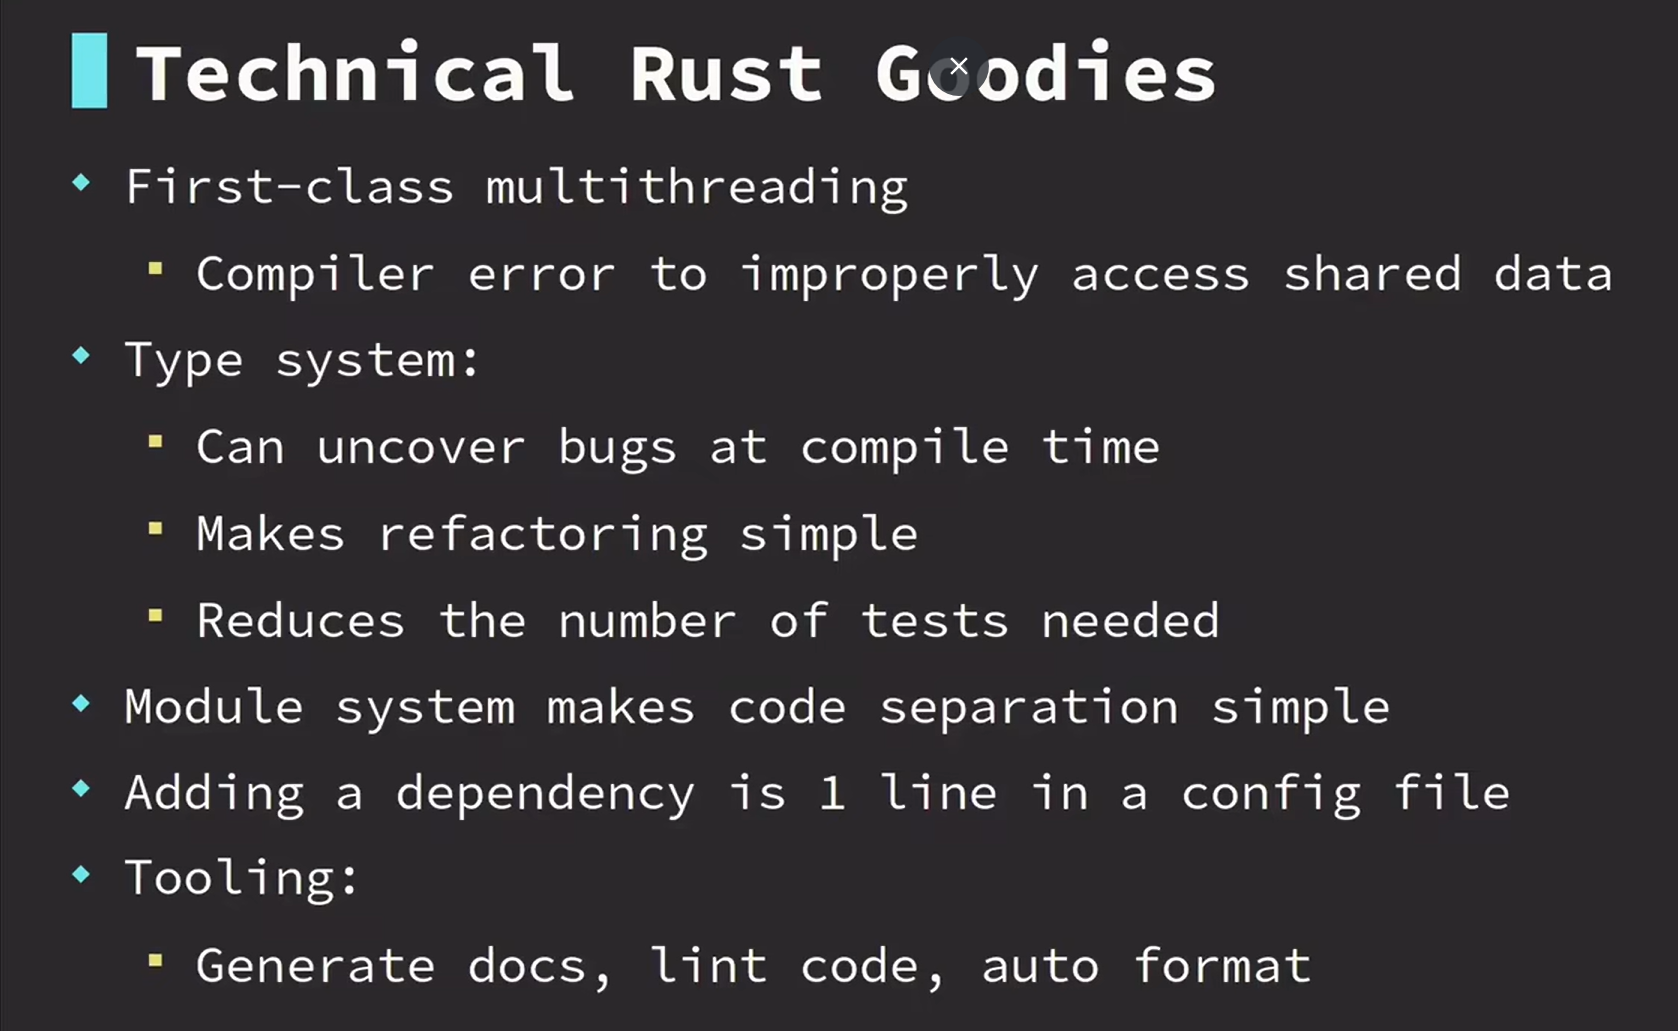 Technical Rust Goodies
First-class multithreading
Compiler error to improperly access shared data
Type system:
Can uncover bugs at compile time
Makes refactoring simple
Reduces the number of tests needed
Module system makes code separation simple
Adding a dependency is 1 line in a config file
Tooling:
Generate docs, lint code, auto format